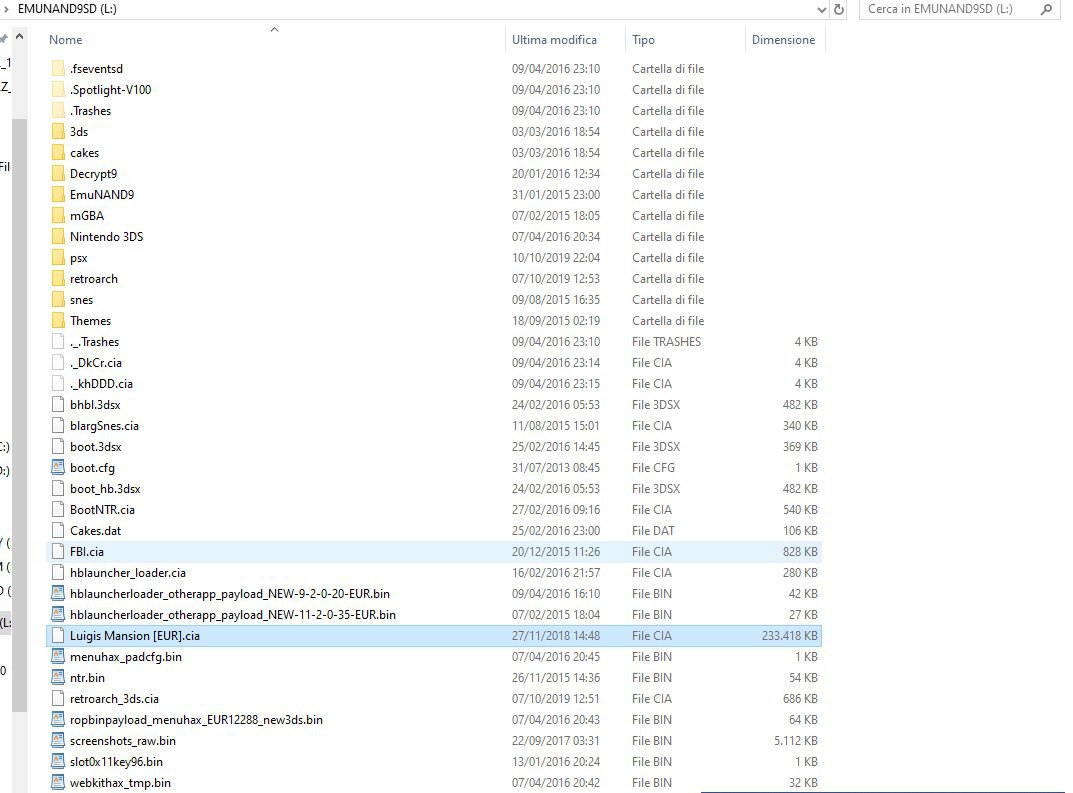 EMUNAND9SD (L:) Cerca in EMUNAND9SD (L:)
Nome Ultima modifica Tipo Dimensione
.fseventsd 09/04/2016 23:10 Cartella di file
.Spotlight-V100 09/04/2016 23:10 Cartella di file
.Trashes 09/04/2016 23:10 Cartella di file
3ds 03/03/2016 18:54 Cartella di file
cakes 03/03/2016 18:54 Cartella di file
Decrypt9 20/01/2016 12:34 Cartella di file
EmuNAND9 31/01/2015 23:00 Cartella di file
mGBA 07/02/2015 18:05 Cartella di file
Nintendo 3DS 07/04/2016 20:34 Cartella di file
psx 10/10/2019 22:04 Cartella di file
retroarch 07/10/2019 12:53 Cartella di file
snes 09/08/2015 16:35 Cartella di file
Themes 18/09/2015 02:19 Cartella di file
._.Trashes 09/04/2016 23:10 File TRASHES 4 KB
._DkCr.cia 09/04/2016 23:14 File CIA 4 KB
._khDDD.cia 09/04/2016 23:15 File CIA 4 KB
bhbl.3dsx 24/02/2016 05:53 File 3DSX 482 KB
blargSnes.cia 11/08/2015 15:01 File CIA 340 KB
boot.3dsx 25/02/2016 14:45 File 3DSX 369 KB
boot.cfg 31/07/2013 08:45 File CFG 1 KB
boot_hb.3dsx 24/02/2016 05:53 File 3DSX 482 KB
BootNTR.cia 27/02/2016 09:16 File CIA 540 KB
Cakes.dat 25/02/2016 23:00 File DAT 106 KB
FBI.cia 20/12/2015 11:26 File CIA 828 KB
hblauncher_loader.cia 16/02/2016 21:57 File CIA 280 KB
hblauncherloader_otherapp_payload_NEW-9-2-0-20-EUR.bin 09/04/2016 16:10 File BIN 42 KB
hblauncherloader_otherapp_payload_NEW-11-2-0-35-EUR.bin 07/02/2015 18:04 File BIN 27 KB
Luigis Mansion [EUR].cia 27/11/2018 14:48 File CIA 233.418 KB
menuhax_padcfg.bin 07/04/2016 20:45 File BIN 1 KB
ntr.bin 26/11/2015 14:36 File BIN 54 KB
retroarch_3ds.cia 07/10/2019 12:51 File CIA 686 KB
ropbinpayload_menuhax_EUR12288_new3ds.bin 07/04/2016 20:43 File BIN 64 KB
screenshots_raw.bin 22/09/2017 03:31 File BIN 5.112 KB
slot0x11key96.bin 13/01/2016 20:24 File BIN 1 KB
webkithax_tmp.bin 07/04/2016 20:42 File BIN 32 KB